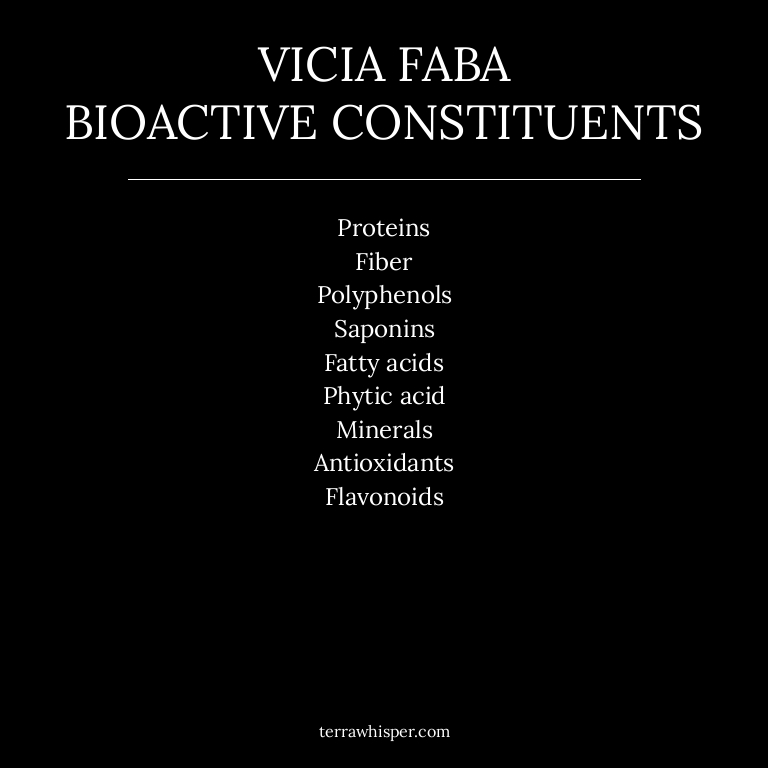 VICIA FABA
BIOACTIVE CONSTITUENTS
Proteins
Fiber
Polyphenols
Saponins
Fatty acids
Phytic acid
Minerals
Antioxidants
Flavonoids
terrawhisper.com